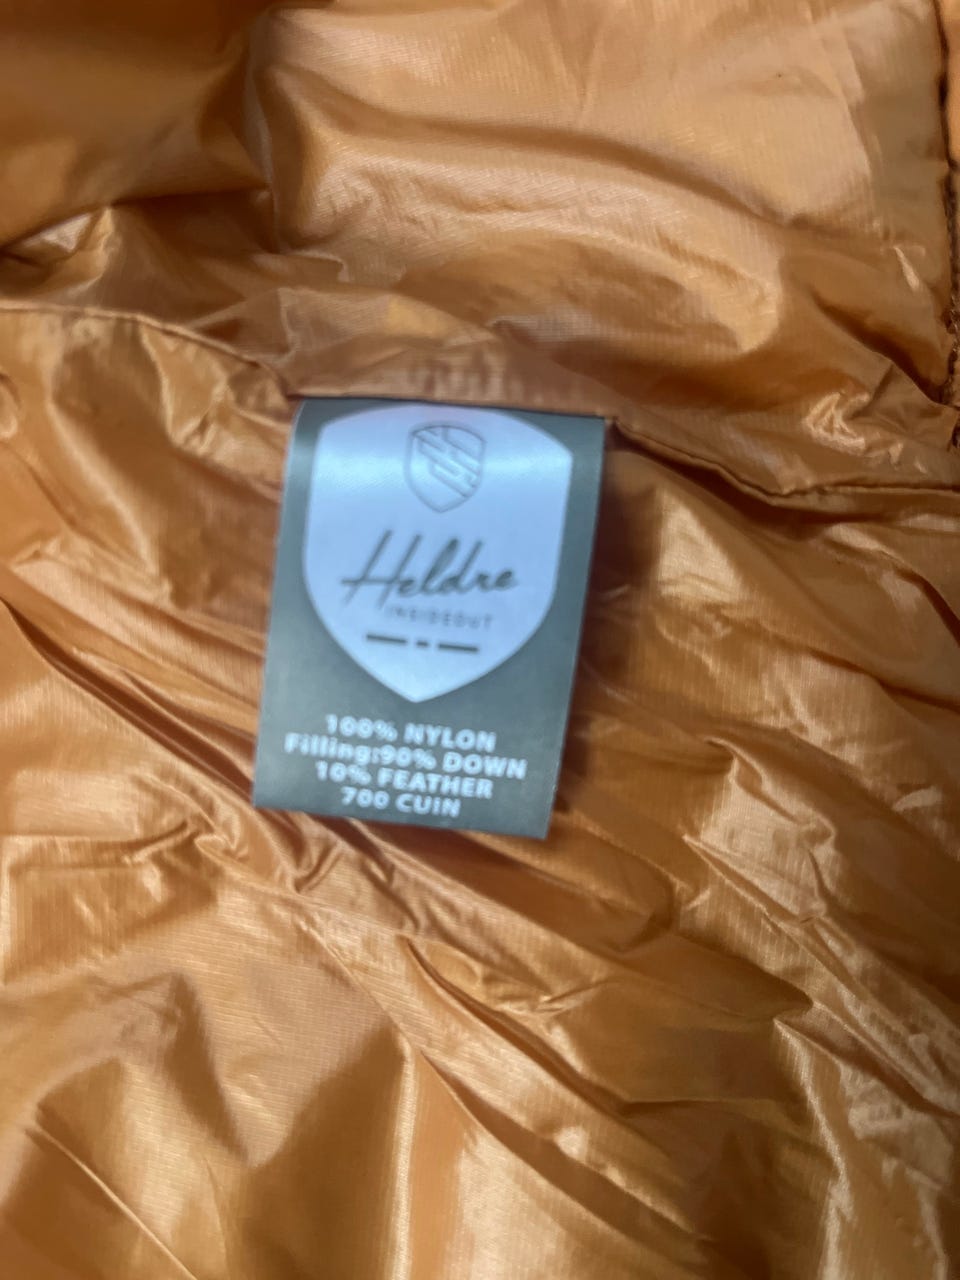 Heldre
INSIDEOUT
100% NYLON
Filling:90% DOWN
10% FEATHER
700 CUIN